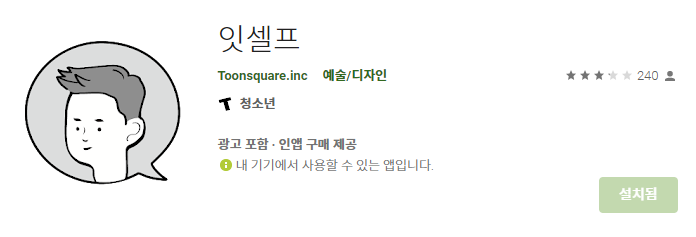 잇셀프
Toonsquare.inc 예술/디자인 240
T 청소년
광고 포함 · 인앱 구매 제공
내 기기에서 사용할 수 있는 앱입니다.
설치됨